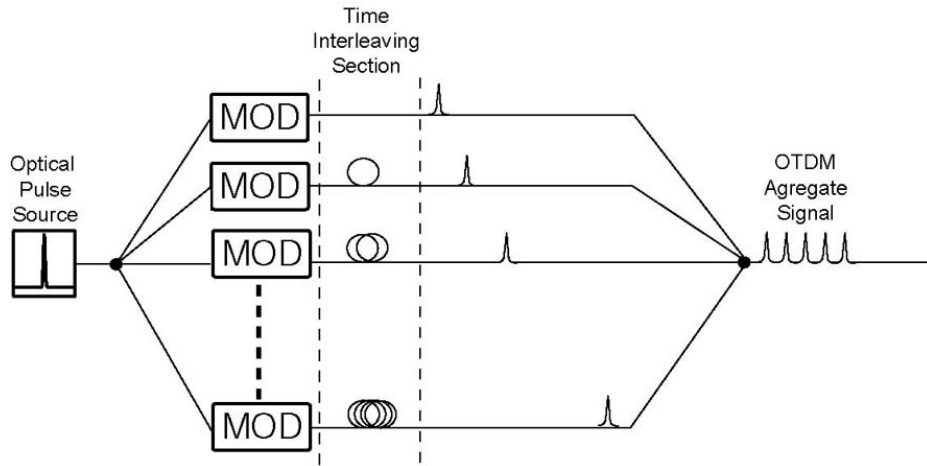 Time
Interleaving
Section
MOD
MOD
MOD
MOD
Optical
Pulse
Source
OTDM
Agregate
Signal